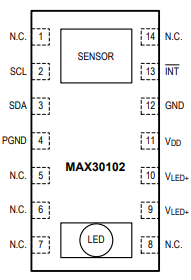 N.C. 1 SENSOR 14 N.C.
SCL 2 13 INT
SDA 3 12 GND
PGND 4 11 VDD
MAX30102
N.C. 5 10 VLED+
N.C. 6 9 VLED+
N.C. 7 LED 8 N.C.